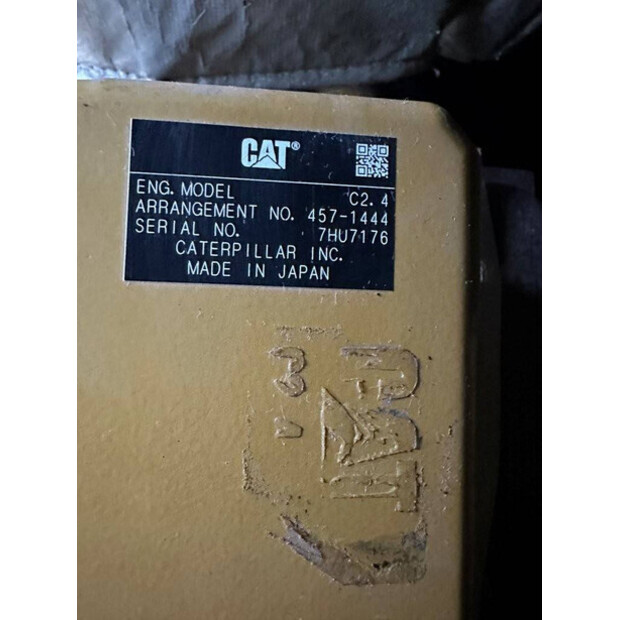 CAT®
ENG. MODEL C2.4
ARRANGEMENT NO. 457-1444
SERIAL NO. 7HU7176
CATERPILLAR INC.
MADE IN JAPAN
CAT